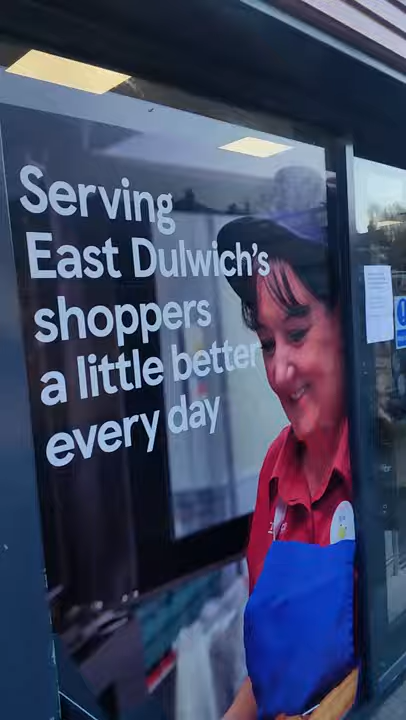 Serving
East Dulwich's
shoppers
a little better
every day